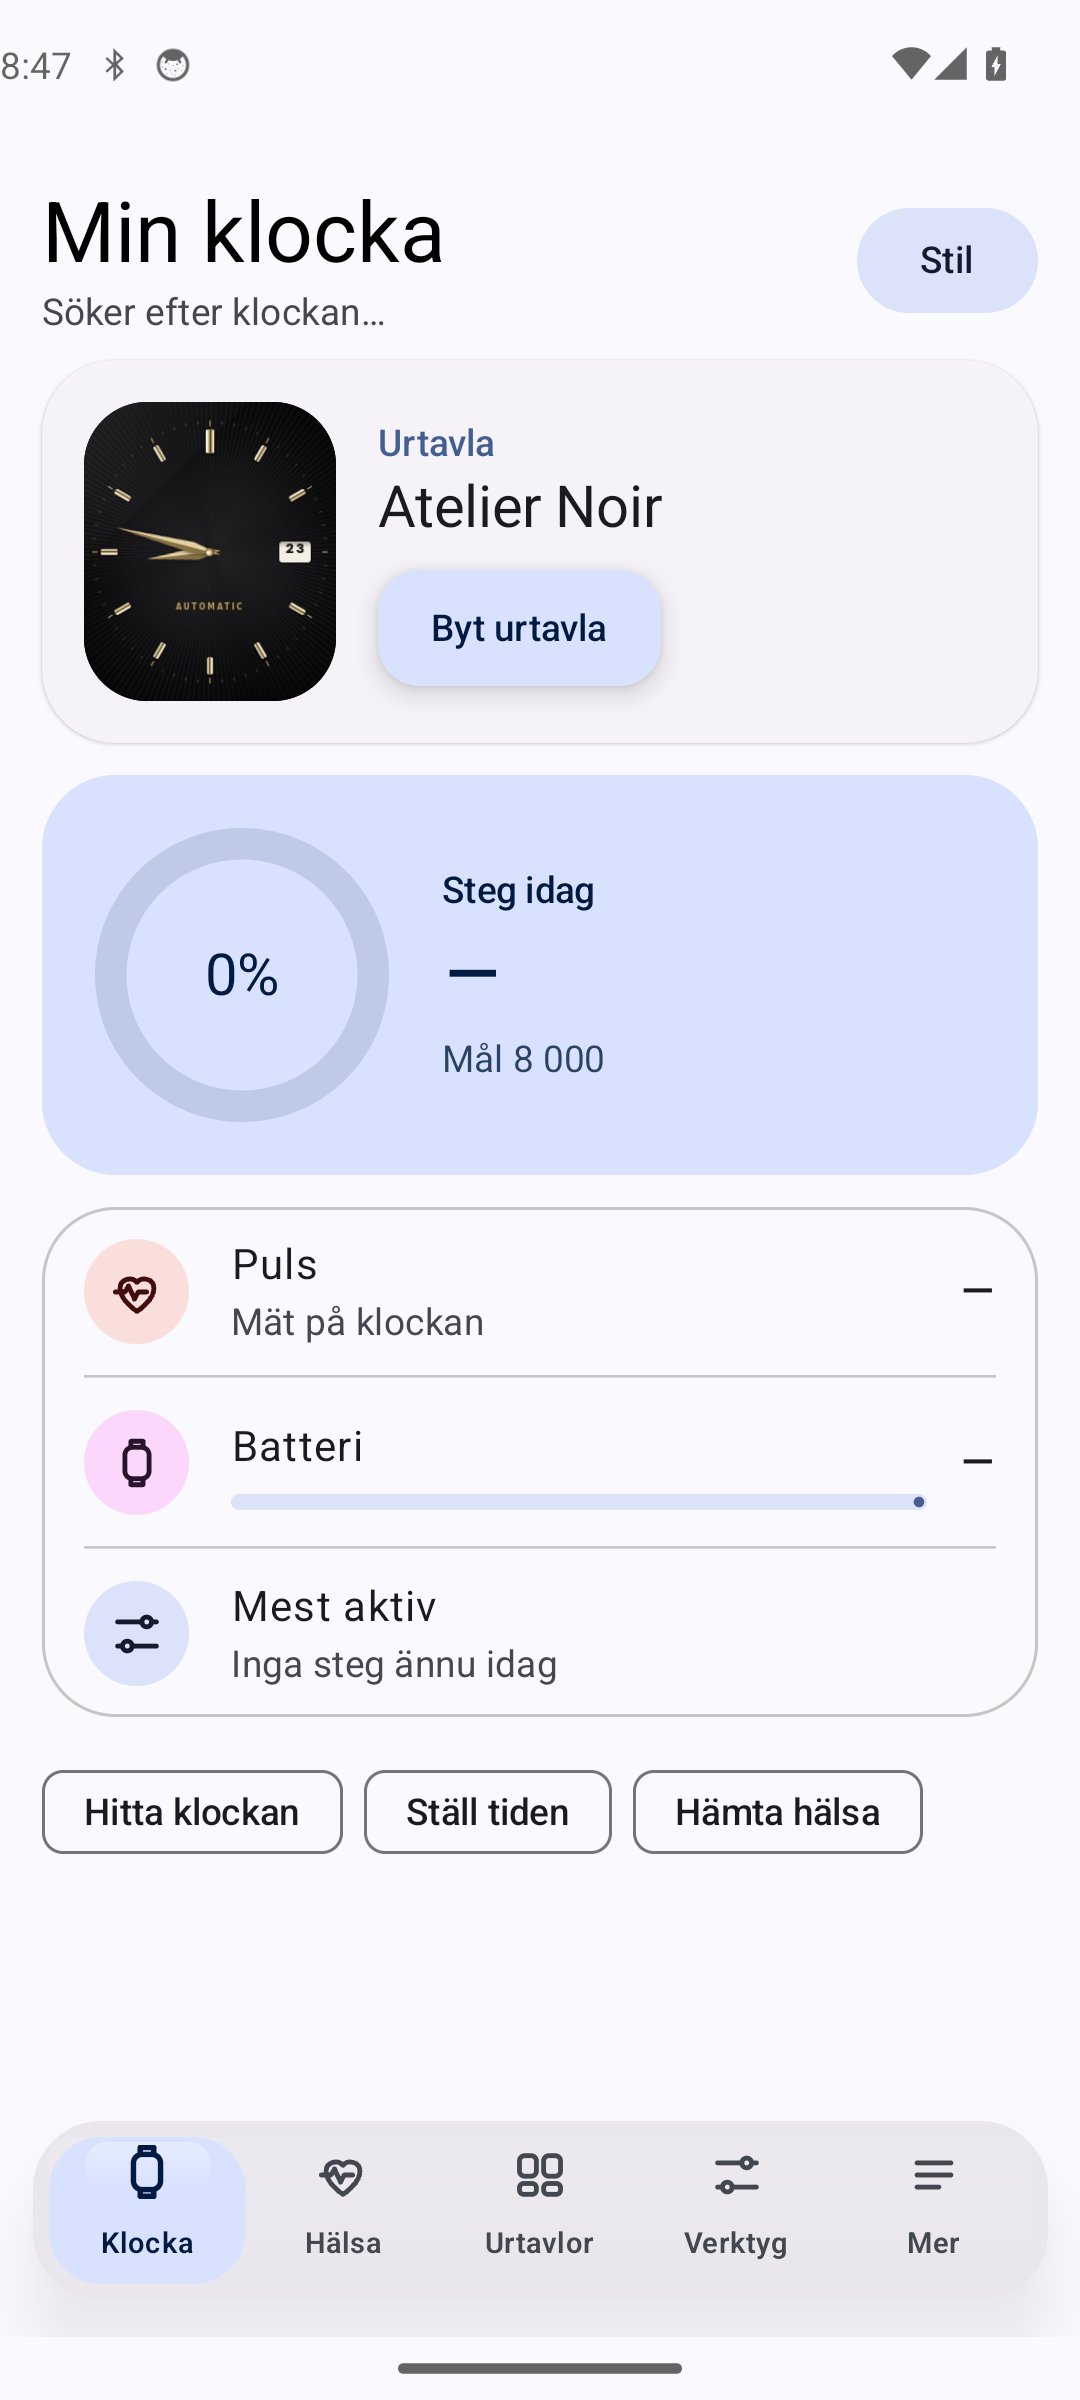 8:47
Min klocka
Söker efter klockan…
Stil
Urtavla
Atelier Noir
23
AUTOMATIC
Byt urtavla
Steg idag
0%
—
Mål 8 000
Puls
Mät på klockan
—
Batteri
—
Mest aktiv
Inga steg ännu idag
Hitta klockan
Ställ tiden
Hämta hälsa
Klocka
Hälsa
Urtavlor
Verktyg
Mer